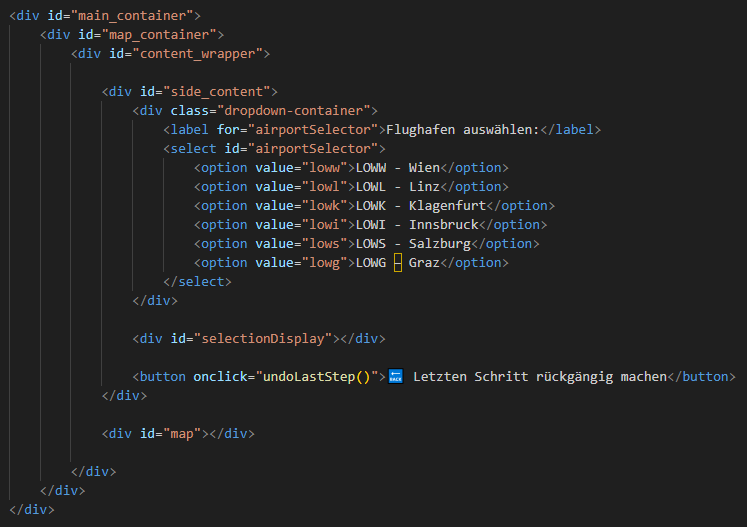 <div id="main_container">
<div id="map_container">
<div id="content_wrapper">
<div id="side_content">
<div class="dropdown-container">
<label for="airportSelector">Flughafen auswählen:</label>
<select id="airportSelector">
<option value="loww">LOWW - Wien</option>
<option value="lowl">LOWL - Linz</option>
<option value="lowk">LOWK - Klagenfurt</option>
<option value="lowi">LOWI - Innsbruck</option>
<option value="lows">LOWS - Salzburg</option>
<option value="lowg">LOWG – Graz</option>
</select>
</div>
<div id="selectionDisplay"></div>
<button onclick="undoLastStep()">🔙 Letzten Schritt rückgängig machen</button>
</div>
<div id="map"></div>
</div>
</div>
</div>